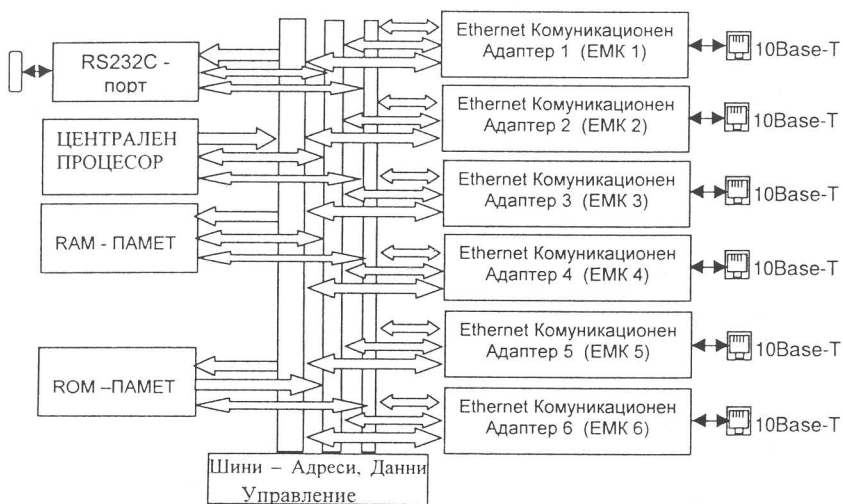 RS232C -
порт
ЦЕНТРАЛЕН
ПРОЦЕСОР
RAM - ПАМЕТ
ROM –ПАМЕТ
Ethernet Комуникационен
Адаптер 1 (ЕМК 1)
10Base-T
Ethernet Комуникационен
Адаптер 2 (ЕМК 2)
10Base-T
Ethernet Комуникационен
Адаптер 3 (ЕМК 3)
10Base-T
Ethernet Комуникационен
Адаптер 4 (ЕМК 4)
10Base-T
Ethernet Комуникационен
Адаптер 5 (ЕМК 5)
10Base-T
Ethernet Комуникационен
Адаптер 6 (ЕМК 6)
10Base-T
Шини – Адреси, Данни
Управление